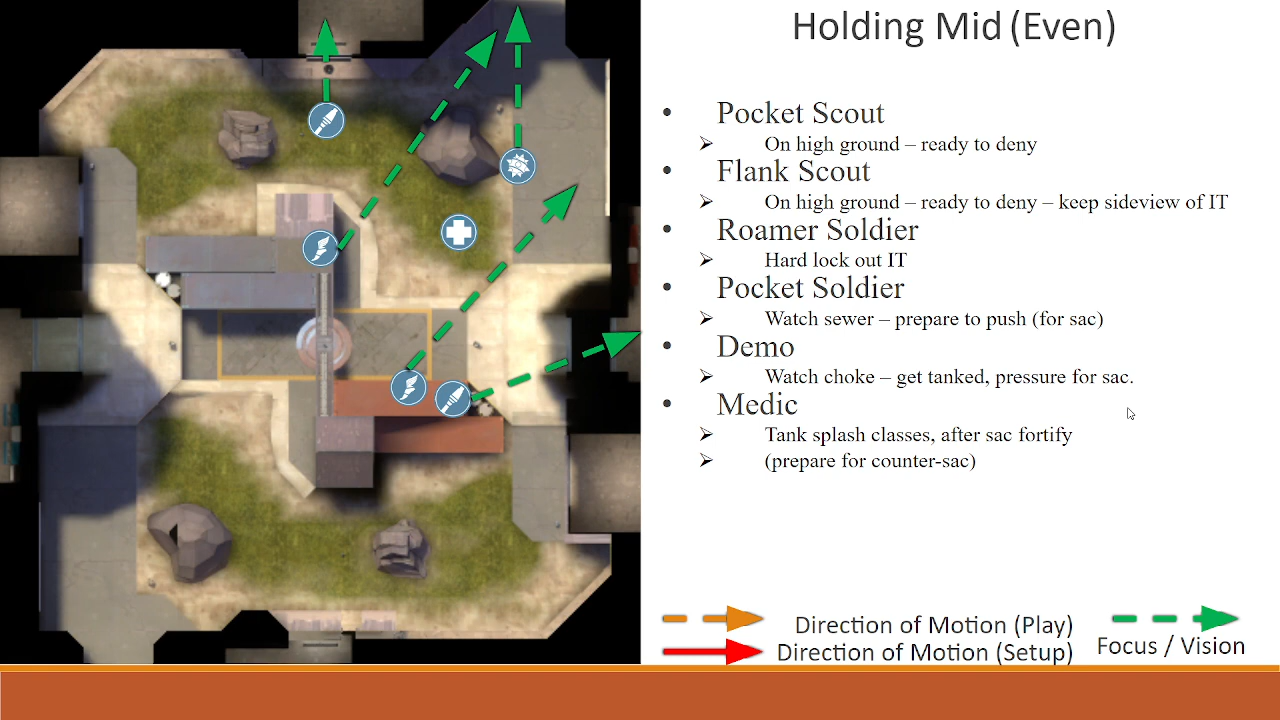 Holding Mid (Even)
• Pocket Scout
➢ On high ground – ready to deny
• Flank Scout
➢ On high ground – ready to deny – keep sideview of IT
• Roamer Soldier
➢ Hard lock out IT
• Pocket Soldier
➢ Watch sewer – prepare to push (for sac)
• Demo
➢ Watch choke – get tanked, pressure for sac.
• Medic
➢ Tank splash classes, after sac fortify
➢ (prepare for counter-sac)
Direction of Motion (Play)
Direction of Motion (Setup)
Focus / Vision